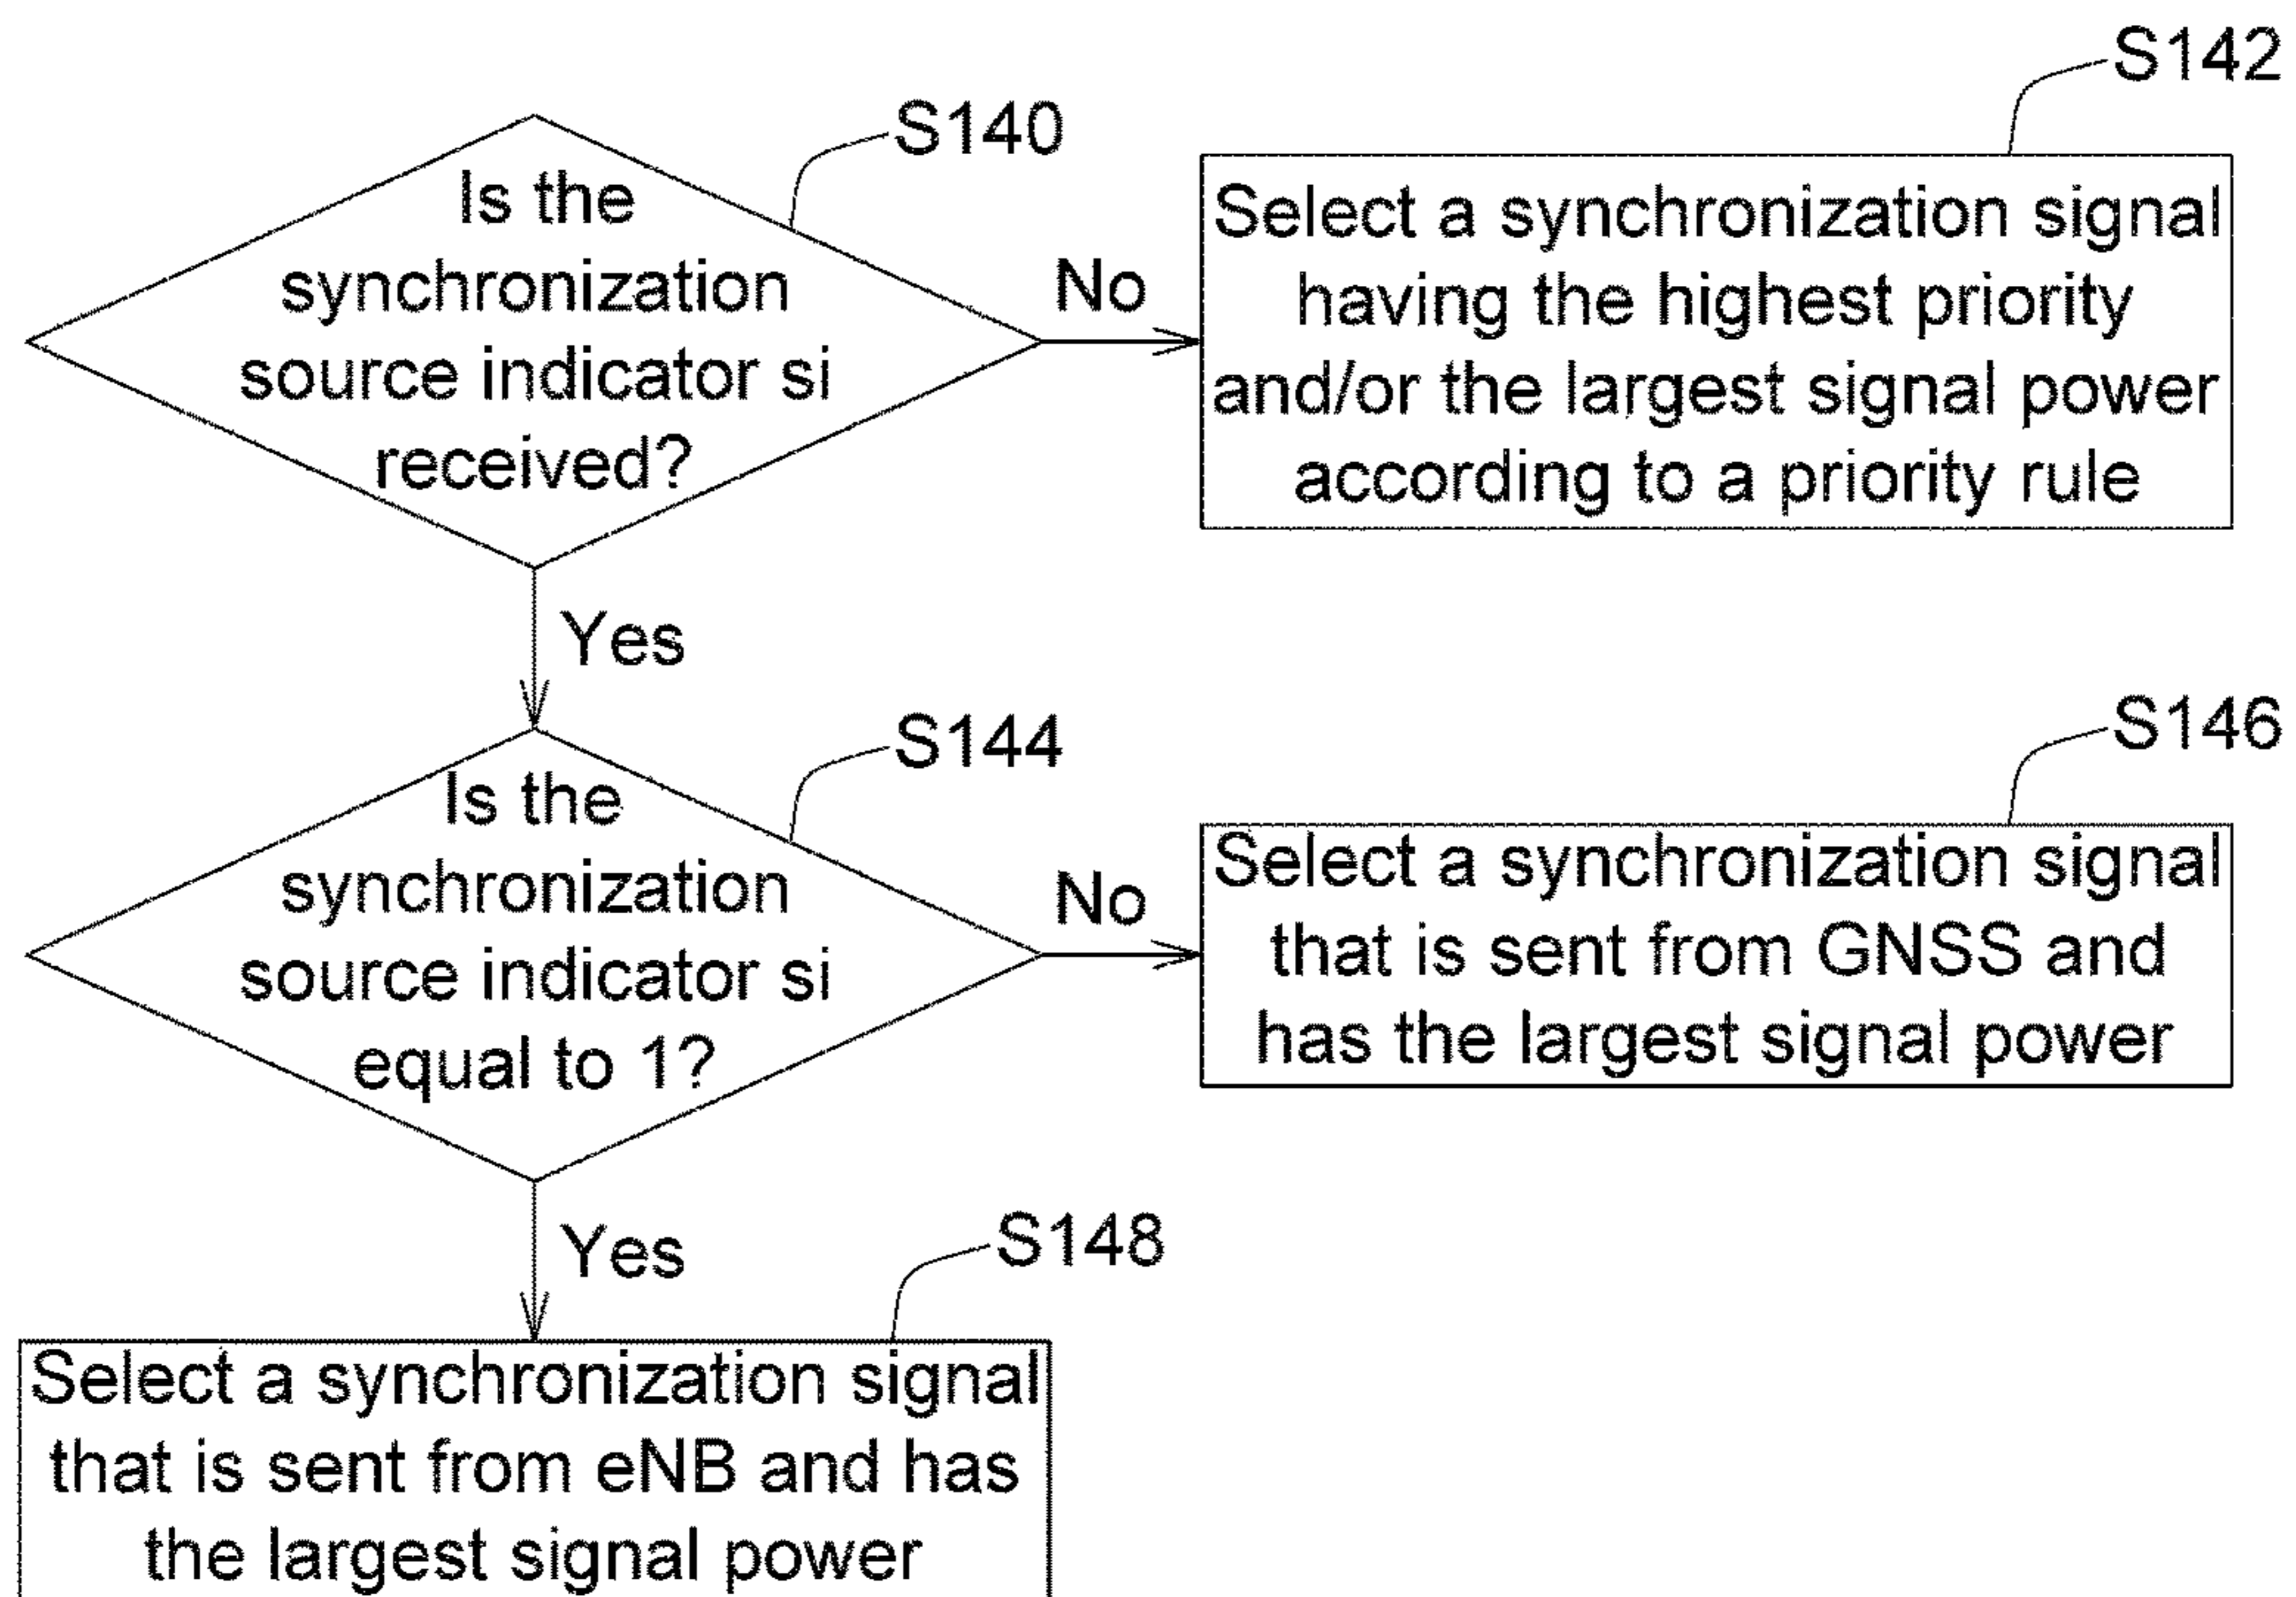 S140
Is the
synchronization
source indicator si
received?
No
S142
Select a synchronization signal
having the highest priority
and/or the largest signal power
according to a priority rule
Yes
S144
Is the
synchronization
source indicator si
equal to 1?
No
S146
Select a synchronization signal
that is sent from GNSS and
has the largest signal power
Yes
S148
Select a synchronization signal
that is sent from eNB and has
the largest signal power